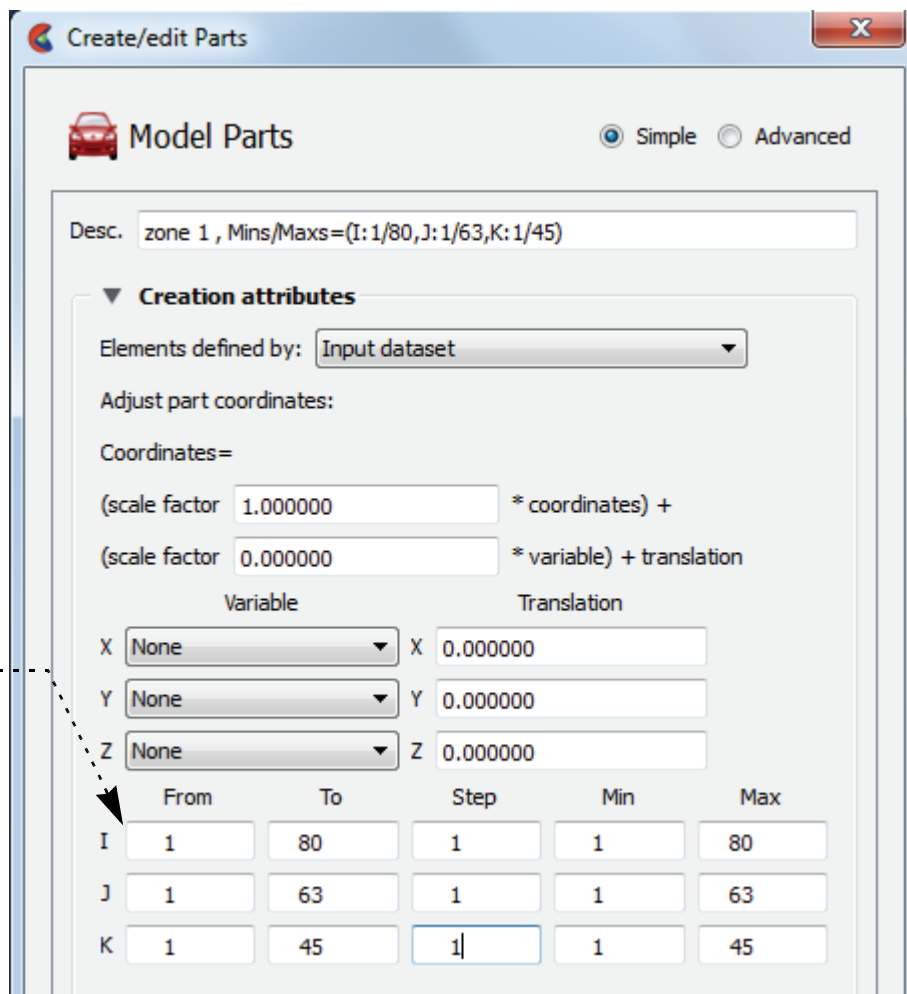 Create/edit Parts
Model Parts Simple Advanced
Desc. zone 1 , Mins/Maxs=(I:1/80,J:1/63,K:1/45)
Creation attributes
Elements defined by: Input dataset
Adjust part coordinates:
Coordinates=
(scale factor 1.000000 * coordinates) +
(scale factor 0.000000 * variable) + translation
Variable Translation
X None X 0.000000
Y None Y 0.000000
Z None Z 0.000000
From To Step Min Max
I 1 80 1 1 80
J 1 63 1 1 63
K 1 45 1 1 45